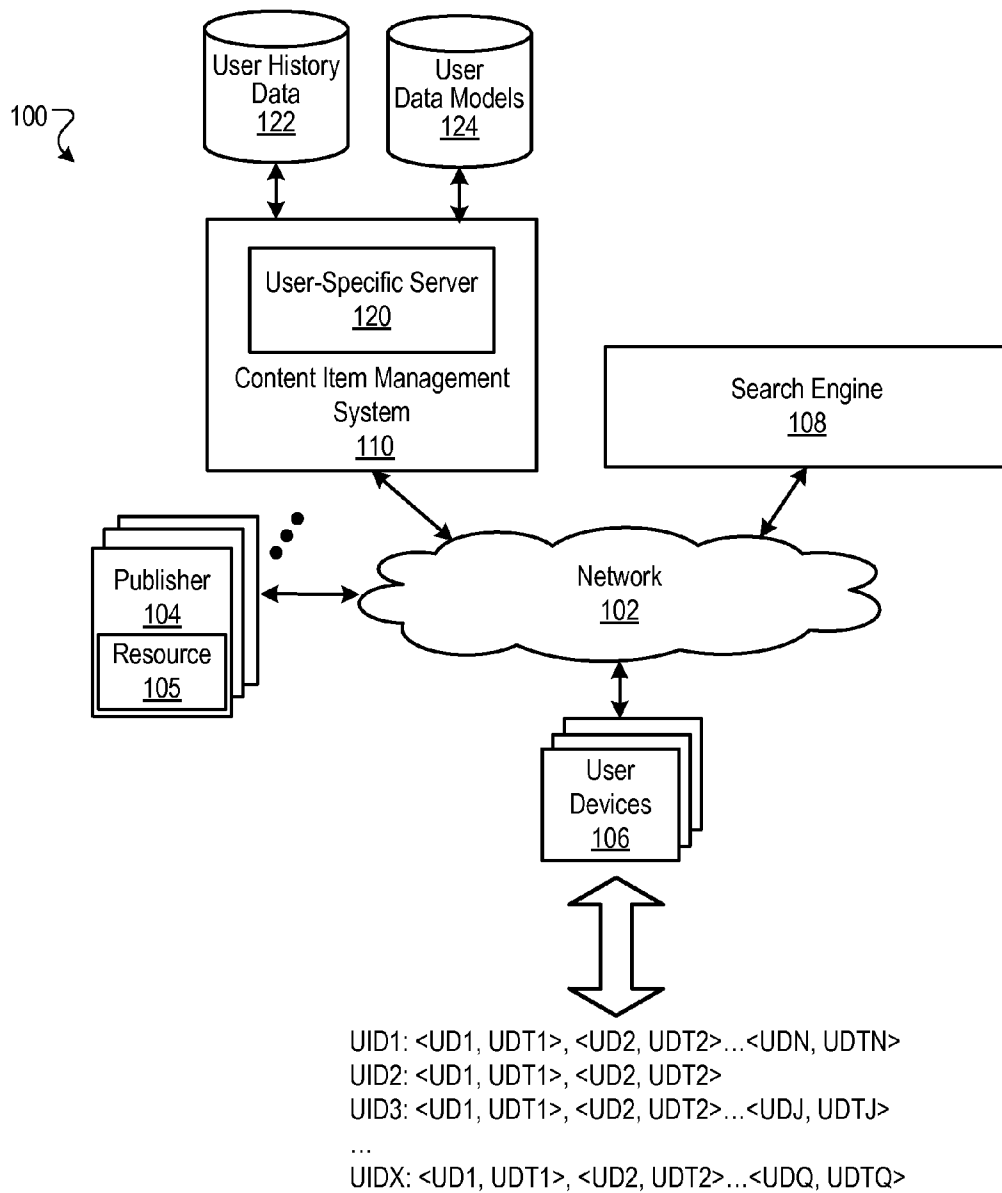 100
User History
Data
122
User
Data Models
124
User-Specific Server
120
Content Item Management
System
110
Search Engine
108
Publisher
104
Resource
105
Network
102
User
Devices
106
UID1: <UD1, UDT1>, <UD2, UDT2>…<UDN, UDTN>
UID2: <UD1, UDT1>, <UD2, UDT2>
UID3: <UD1, UDT1>, <UD2, UDT2>…<UDJ, UDTJ>
…
UIDX: <UD1, UDT1>, <UD2, UDT2>…<UDQ, UDTQ>